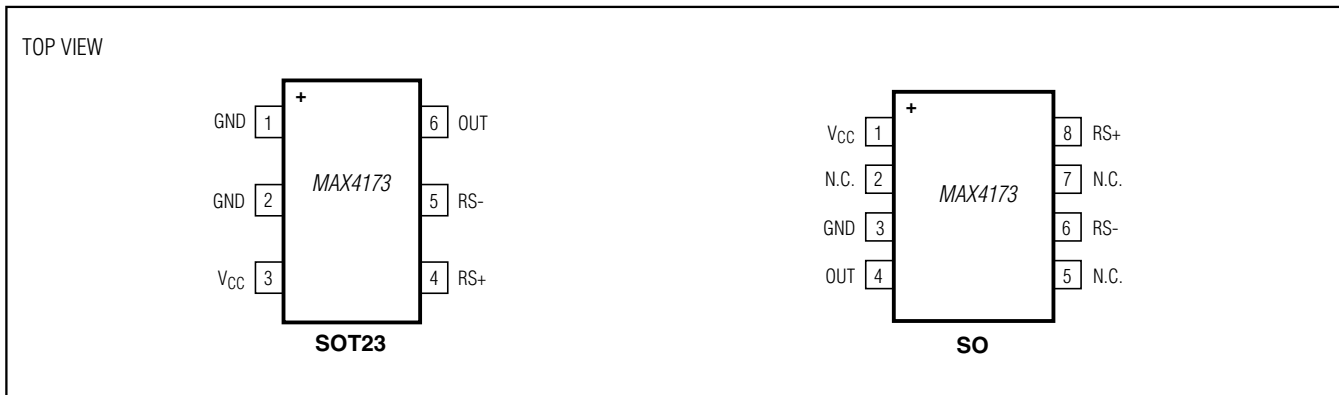 TOP VIEW
+
GND 1 6 OUT
MAX4173
GND 2 5 RS-
VCC 3 4 RS+
SOT23
+
VCC 1 8 RS+
N.C. 2 7 N.C.
MAX4173
GND 3 6 RS-
OUT 4 5 N.C.
SO